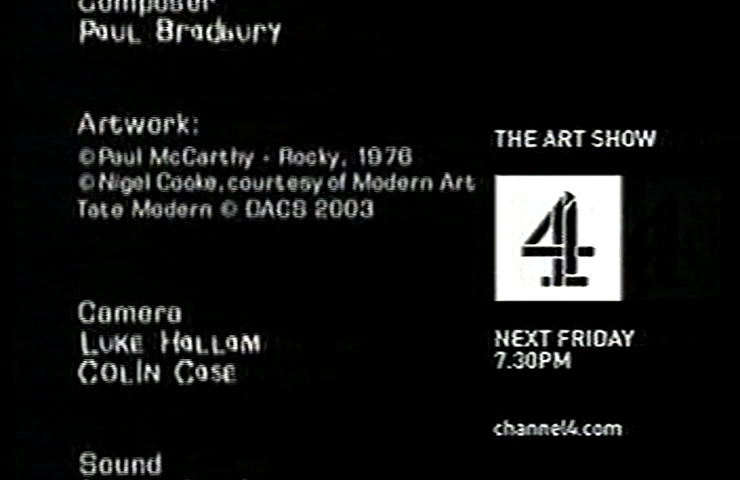 Composer
Paul Bradbury
Artwork:
© Paul McCarthy - Rocky, 1976
© Nigel Cooke, courtesy of Modern Art
Tate Modern © DACS 2003
Camera
Luke Hallam
Colin Case
Sound
THE ART SHOW
4
NEXT FRIDAY
7.30PM
channel4.com